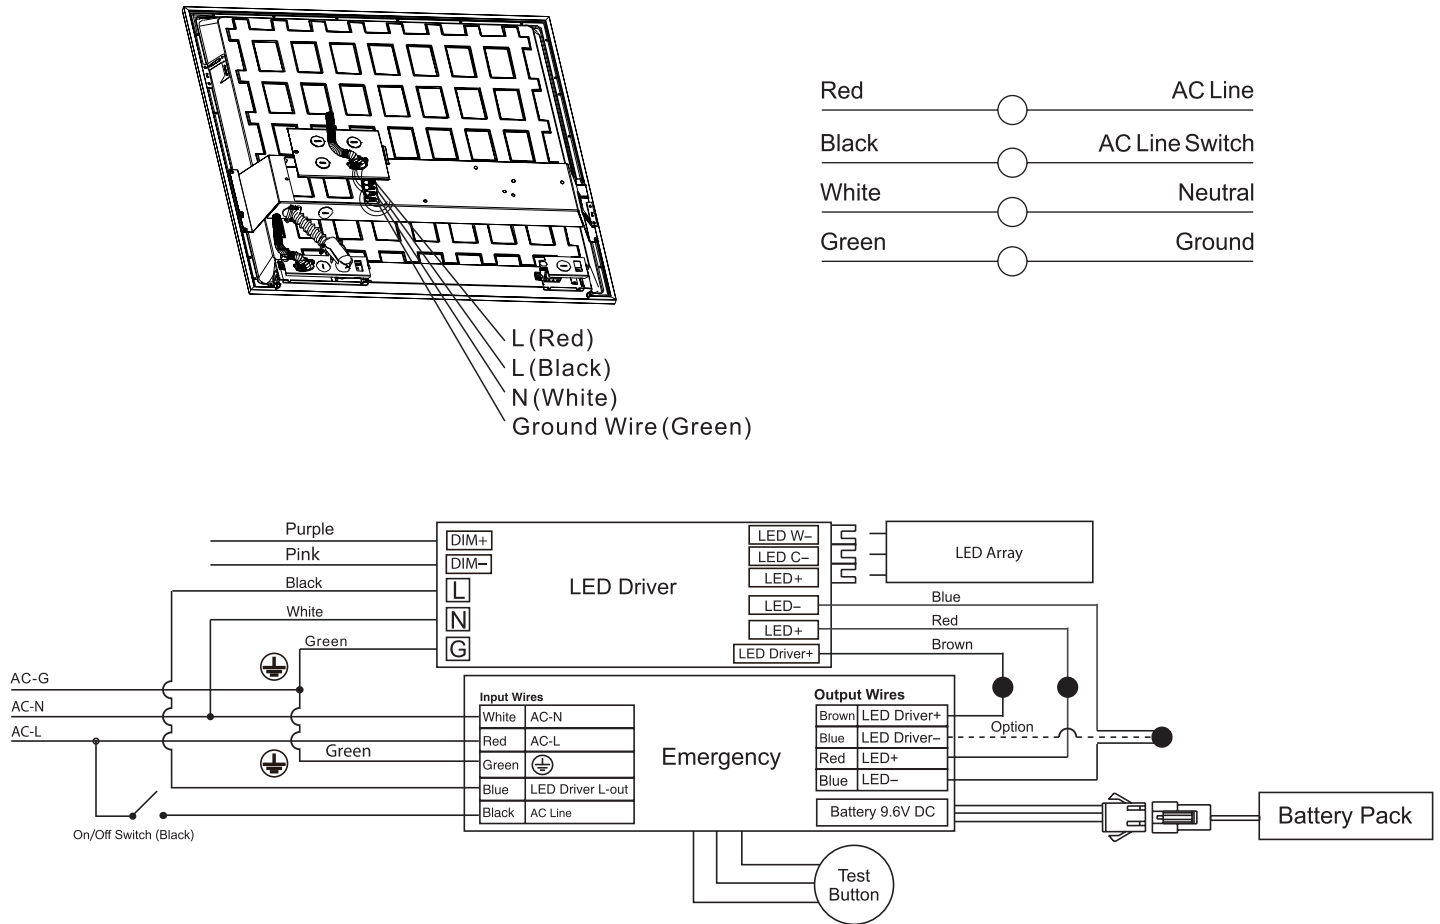 Red AC Line
Black AC Line Switch
White Neutral
Green Ground
L (Red)
L (Black)
N (White)
Ground Wire (Green)
Purple
Pink
Black
White
Green
DIM+
DIM–
L
N
G
LED Driver
LED W–
LED C–
LED+
LED–
LED+
LED Driver+
LED Array
Blue
Red
Brown
AC-G
AC-N
AC-L
Green
On/Off Switch (Black)
Input Wires
White AC-N
Red AC-L
Green
Blue LED Driver L-out
Black AC Line
Emergency
Output Wires
Brown LED Driver+
Blue LED Driver–
Red LED+
Blue LED–
Battery 9.6V DC
Option
Battery Pack
Test
Button